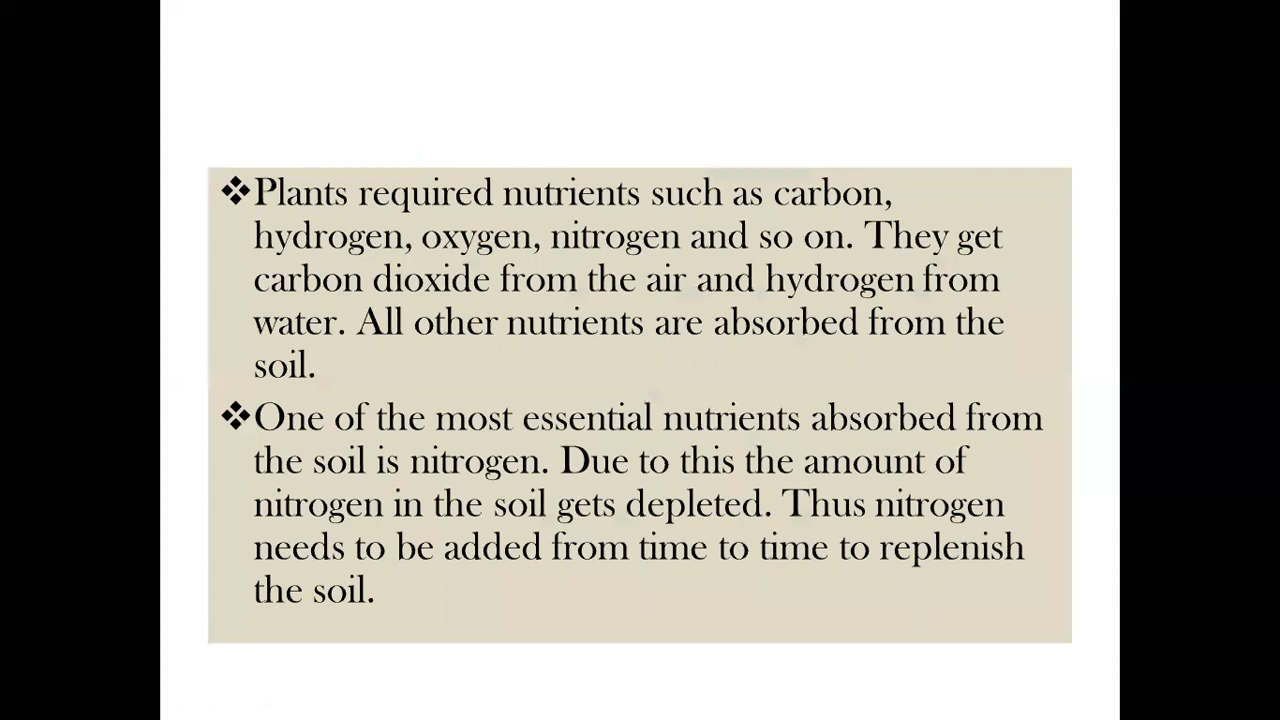 ❖Plants required nutrients such as carbon,
hydrogen, oxygen, nitrogen and so on. They get
carbon dioxide from the air and hydrogen from
water. All other nutrients are absorbed from the
soil.
❖One of the most essential nutrients absorbed from
the soil is nitrogen. Due to this the amount of
nitrogen in the soil gets depleted. Thus nitrogen
needs to be added from time to time to replenish
the soil.